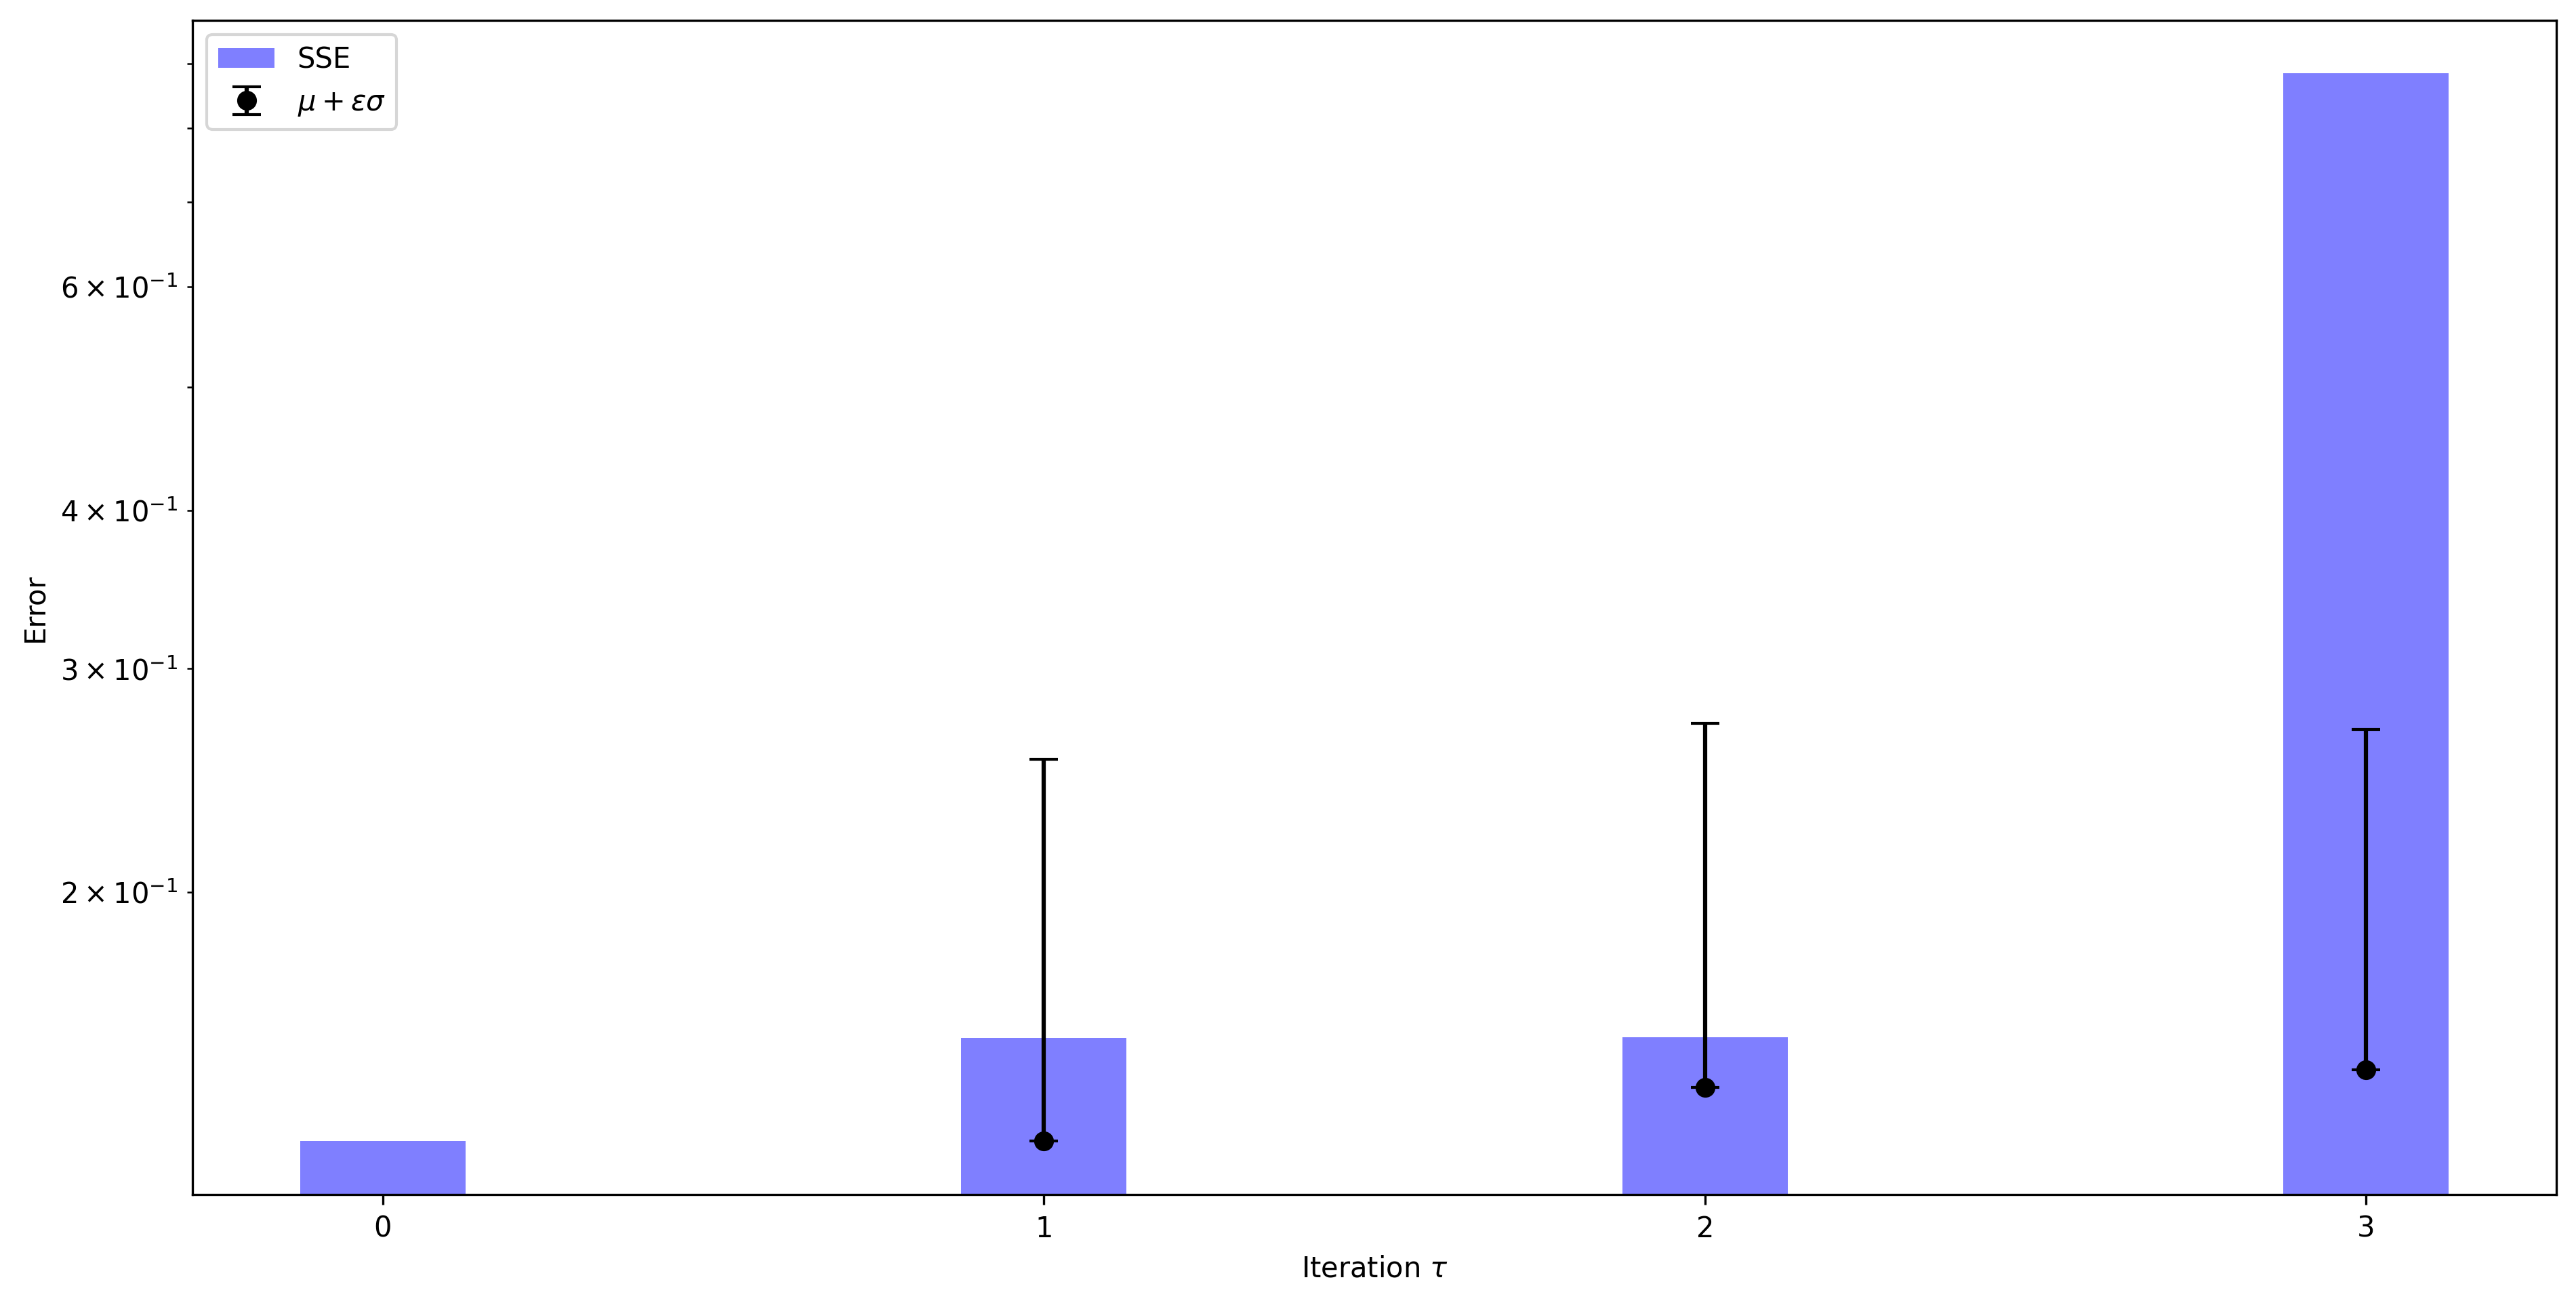 SSE
μ + εσ
6 × 10⁻¹
4 × 10⁻¹
3 × 10⁻¹
2 × 10⁻¹
Error
0 1 2 3
Iteration τ